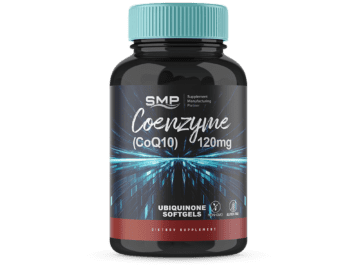 SMP
Supplement
Manufacturing
Partner
Coenzyme
(CoQ10) 120mg
UBIQUINONE
SOFTGELS
DIETARY SUPPLEMENT